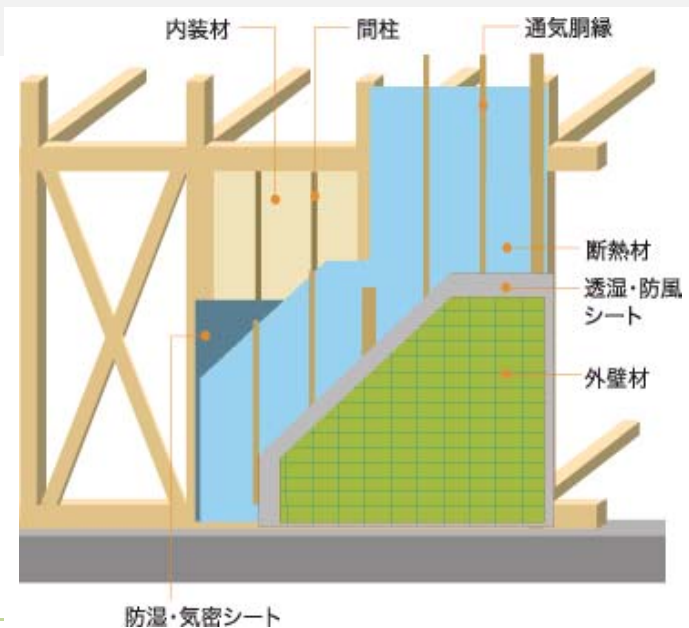 内装材
間柱
通気胴縁
断熱材
透湿・防風
シート
外壁材
防湿・気密シート